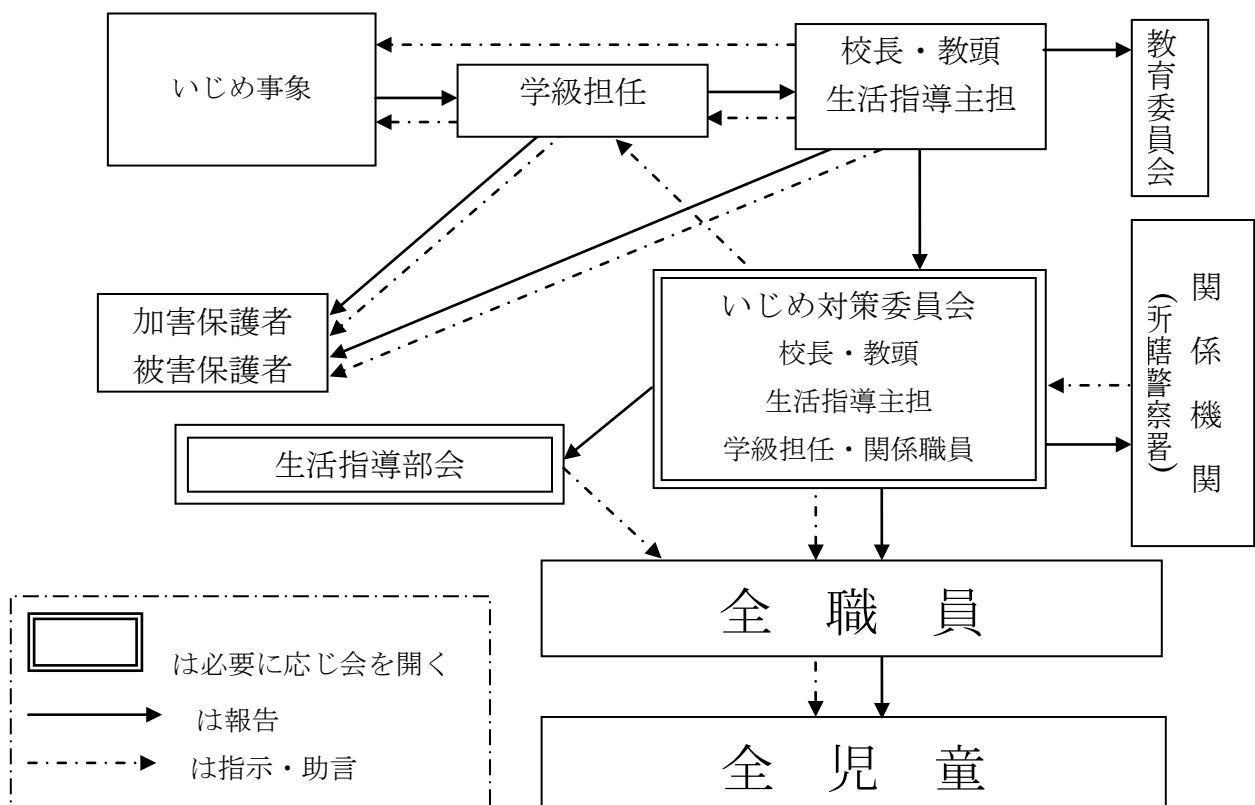 いじめ事象
学級担任
校長・教頭
生活指導主担
教育委員会
加害保護者
被害保護者
いじめ対策委員会
校長・教頭
生活指導主担
学級担任・関係職員
関係機関
(所轄警察署)
生活指導部会
全職員
全児童
は必要に応じ会を開く
は報告
は指示・助言